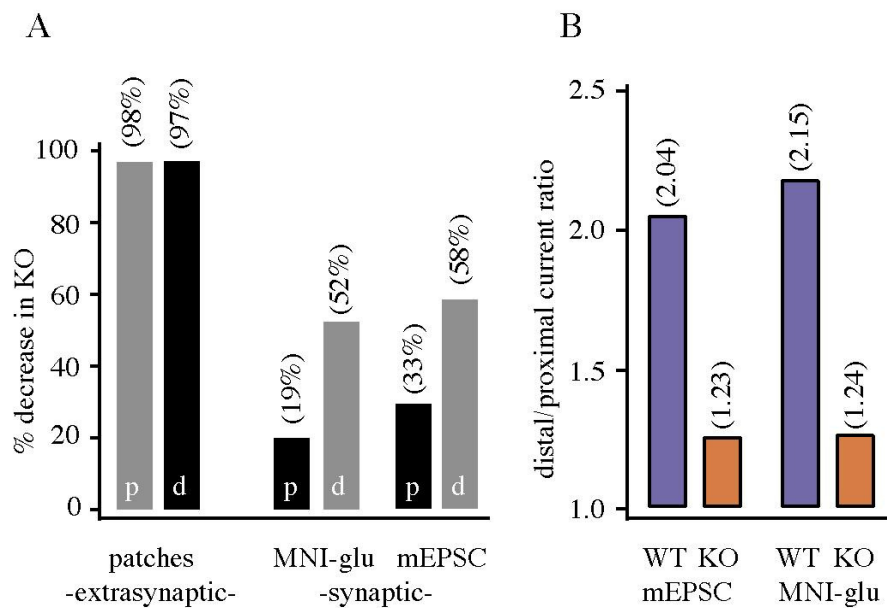 A
% decrease in KO
100
80
60
40
20
0
(98%)
(97%)
(19%)
(52%)
(33%)
(58%)
p
d
p
d
p
d
patches
MNI-glu
mEPSC
-extrasynaptic-
-synaptic-
B
distal/proximal current ratio
2.5
2.0
1.5
1.0
(2.04)
(1.23)
(2.15)
(1.24)
WT KO
WT KO
mEPSC
MNI-glu